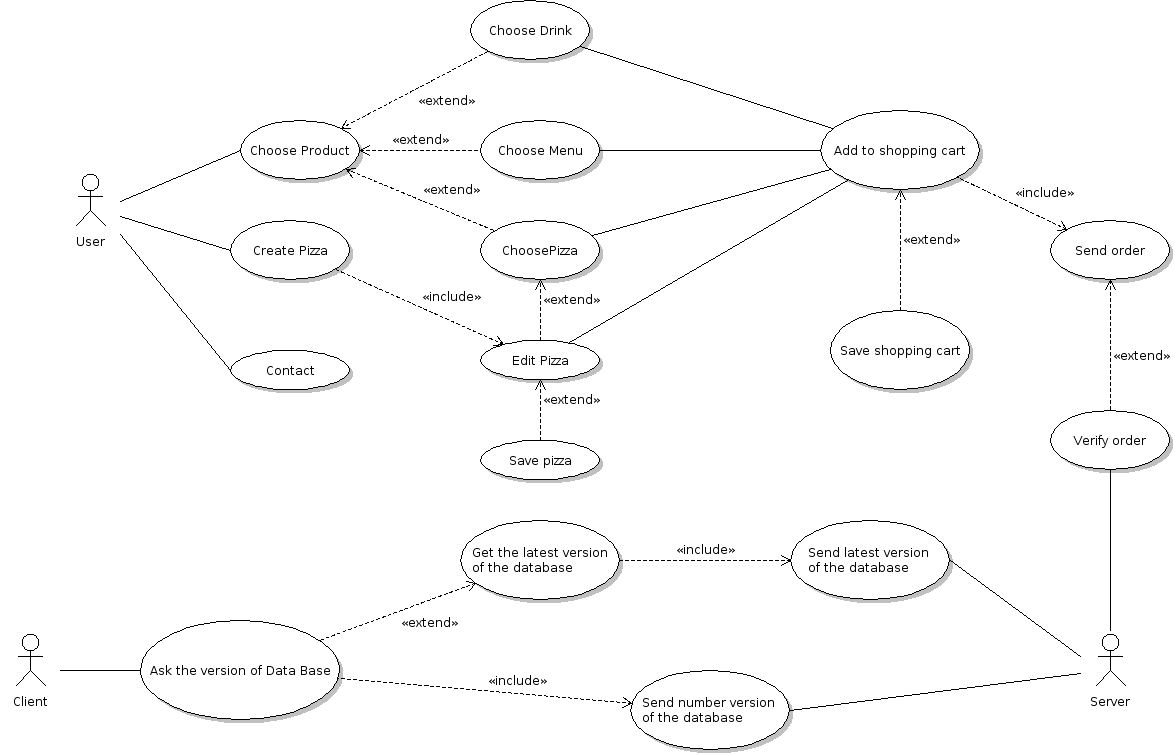 Choose Drink
«extend»
«extend»
Choose Product
Choose Menu
Add to shopping cart
«extend»
«include»
User
Create Pizza
ChoosePizza
«extend»
Send order
«include»
«extend»
Contact
Edit Pizza
Save shopping cart
«extend»
«extend»
Save pizza
Verify order
Get the latest version
of the database
«include»
Send latest version
of the database
«extend»
Ask the version of Data Base
«include»
Client
Send number version
of the database
Server